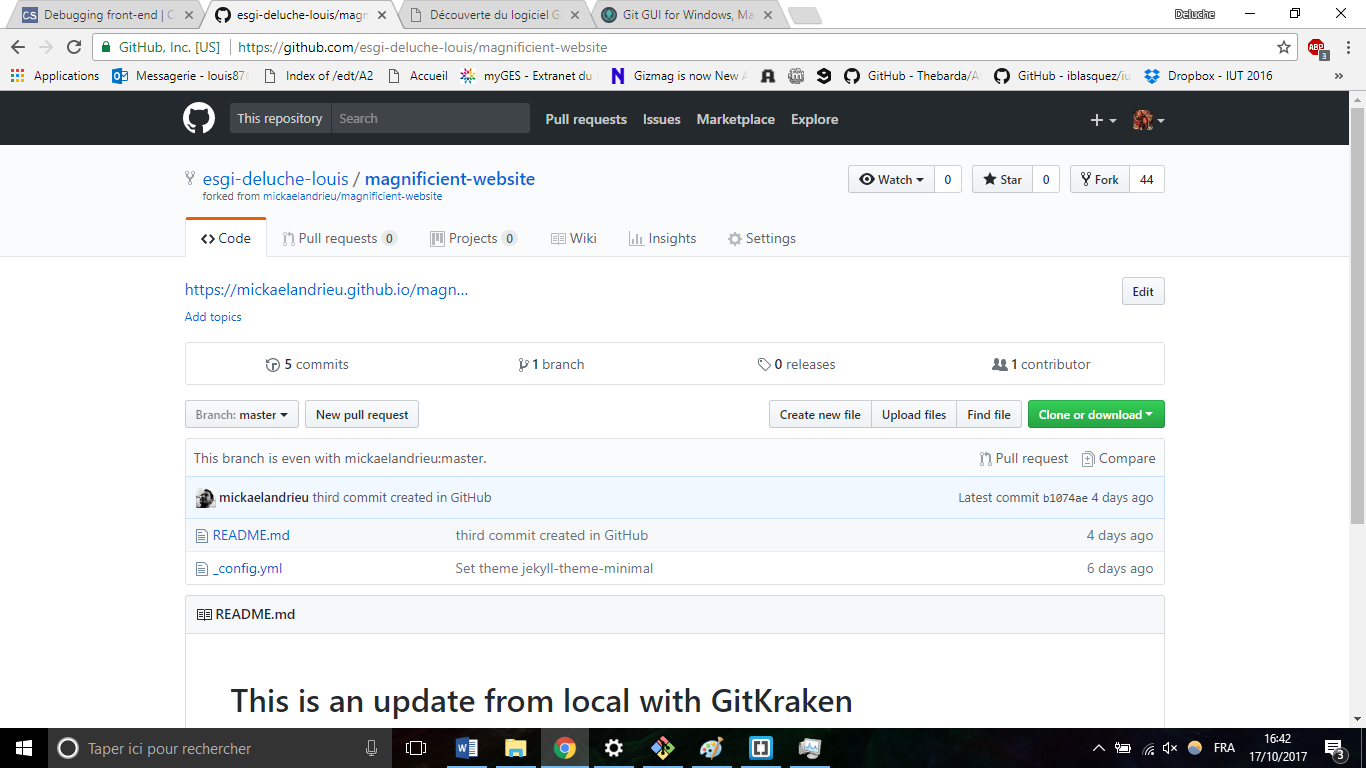 Debugging front-end | C
esgi-deluche-louis/magn
Découverte du logiciel G
Git GUI for Windows, Ma
Deluche
GitHub, Inc. [US] https://github.com/esgi-deluche-louis/magnificient-website
ABP
3
Applications
Messagerie - louis87
Index of /edt/A2
Accueil
myGES - Extranet du
Gizmag is now New A
GitHub - Thebarda/A
GitHub - iblasquez/iu
Dropbox - IUT 2016
»
This repository Search Pull requests Issues Marketplace Explore
esgi-deluche-louis / magnificient-website
Watch 0 Star 0 Fork 44
forked from mickaelandrieu/magnificient-website
Code Pull requests 0 Projects 0 Wiki Insights Settings
https://mickaelandrieu.github.io/magn...
Edit
Add topics
5 commits 1 branch 0 releases 1 contributor
Branch: master New pull request Create new file Upload files Find file Clone or download
This branch is even with mickaelandrieu:master. Pull request Compare
mickaelandrieu third commit created in GitHub Latest commit b1074ae 4 days ago
README.md third commit created in GitHub 4 days ago
_config.yml Set theme jekyll-theme-minimal 6 days ago
README.md
This is an update from local with GitKraken
Taper ici pour rechercher
FRA
16:42
17/10/2017
3